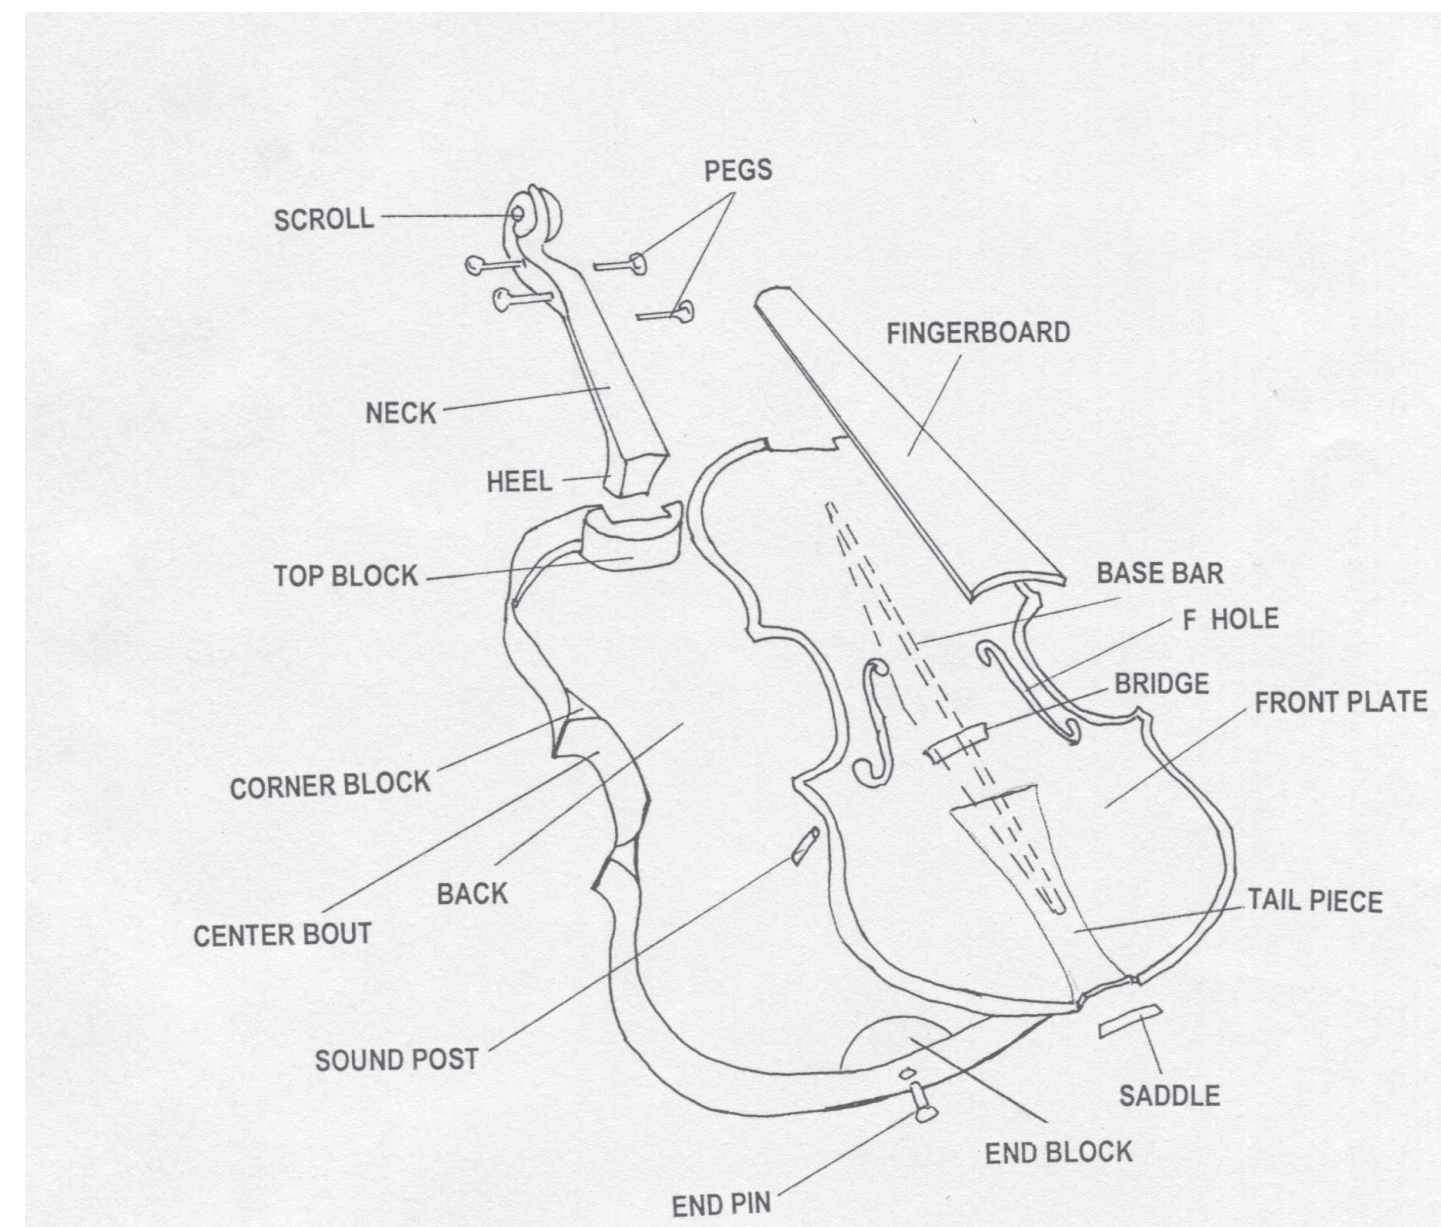 PEGS
SCROLL
FINGERBOARD
NECK
HEEL
TOP BLOCK
BASE BAR
F HOLE
BRIDGE
FRONT PLATE
CORNER BLOCK
BACK
CENTER BOUT
TAIL PIECE
SOUND POST
SADDLE
END BLOCK
END PIN